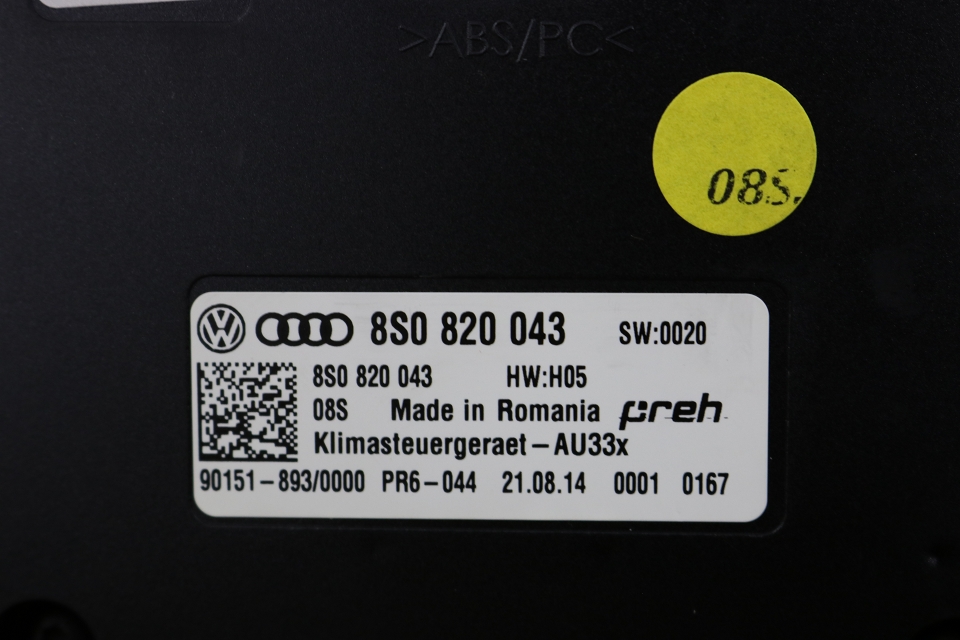 >ABS/PC<
08S.
8S0 820 043 SW:0020
8S0 820 043 HW:H05
08S Made in Romania preh
Klimasteuergeraet-AU33x
90151-893/0000 PR6-044 21.08.14 0001 0167